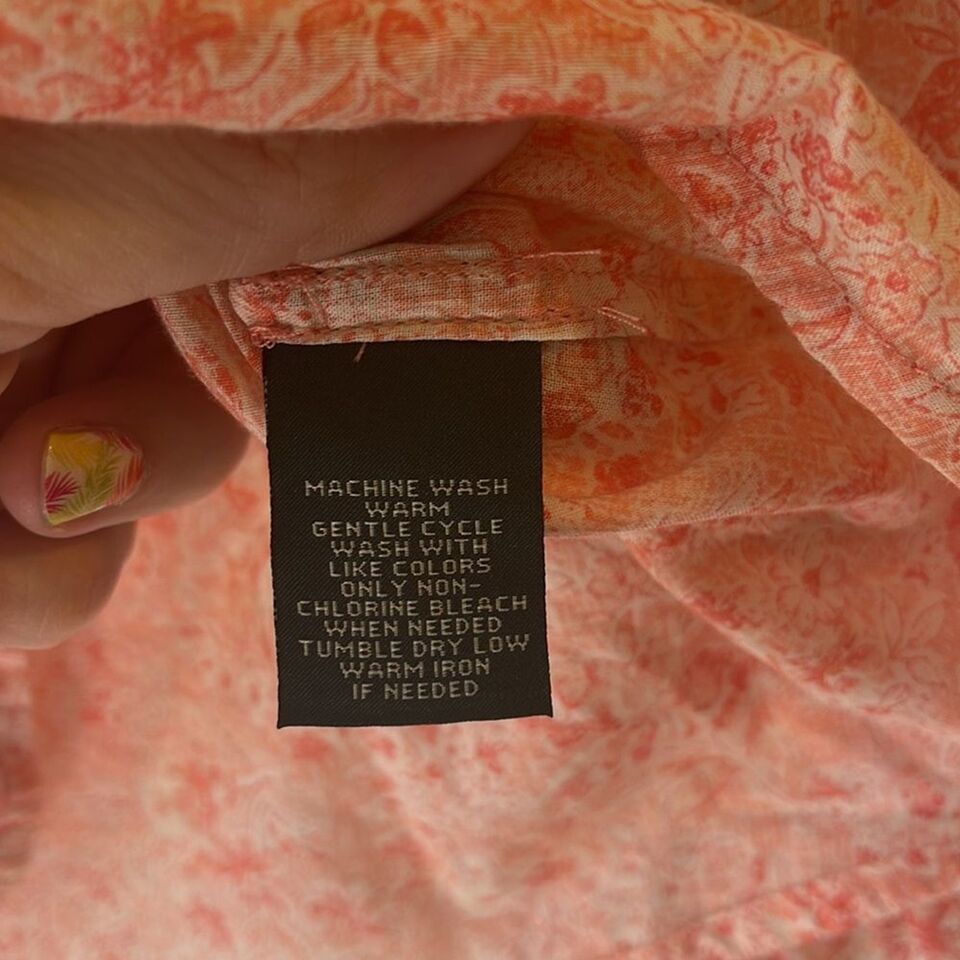 MACHINE WASH
WARM
GENTLE CYCLE
WASH WITH
LIKE COLORS
ONLY NON-
CHLORINE BLEACH
WHEN NEEDED
TUMBLE DRY LOW
WARM IRON
IF NEEDED